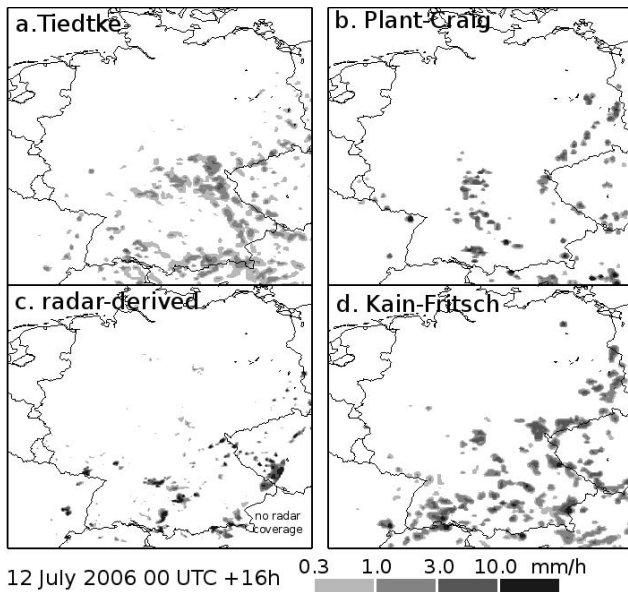 a.Tiedtke
b. Plant-Craig
c. radar-derived
d. Kain-Fritsch
no radar
coverage
12 July 2006 00 UTC +16h
0.3 1.0 3.0 10.0 mm/h